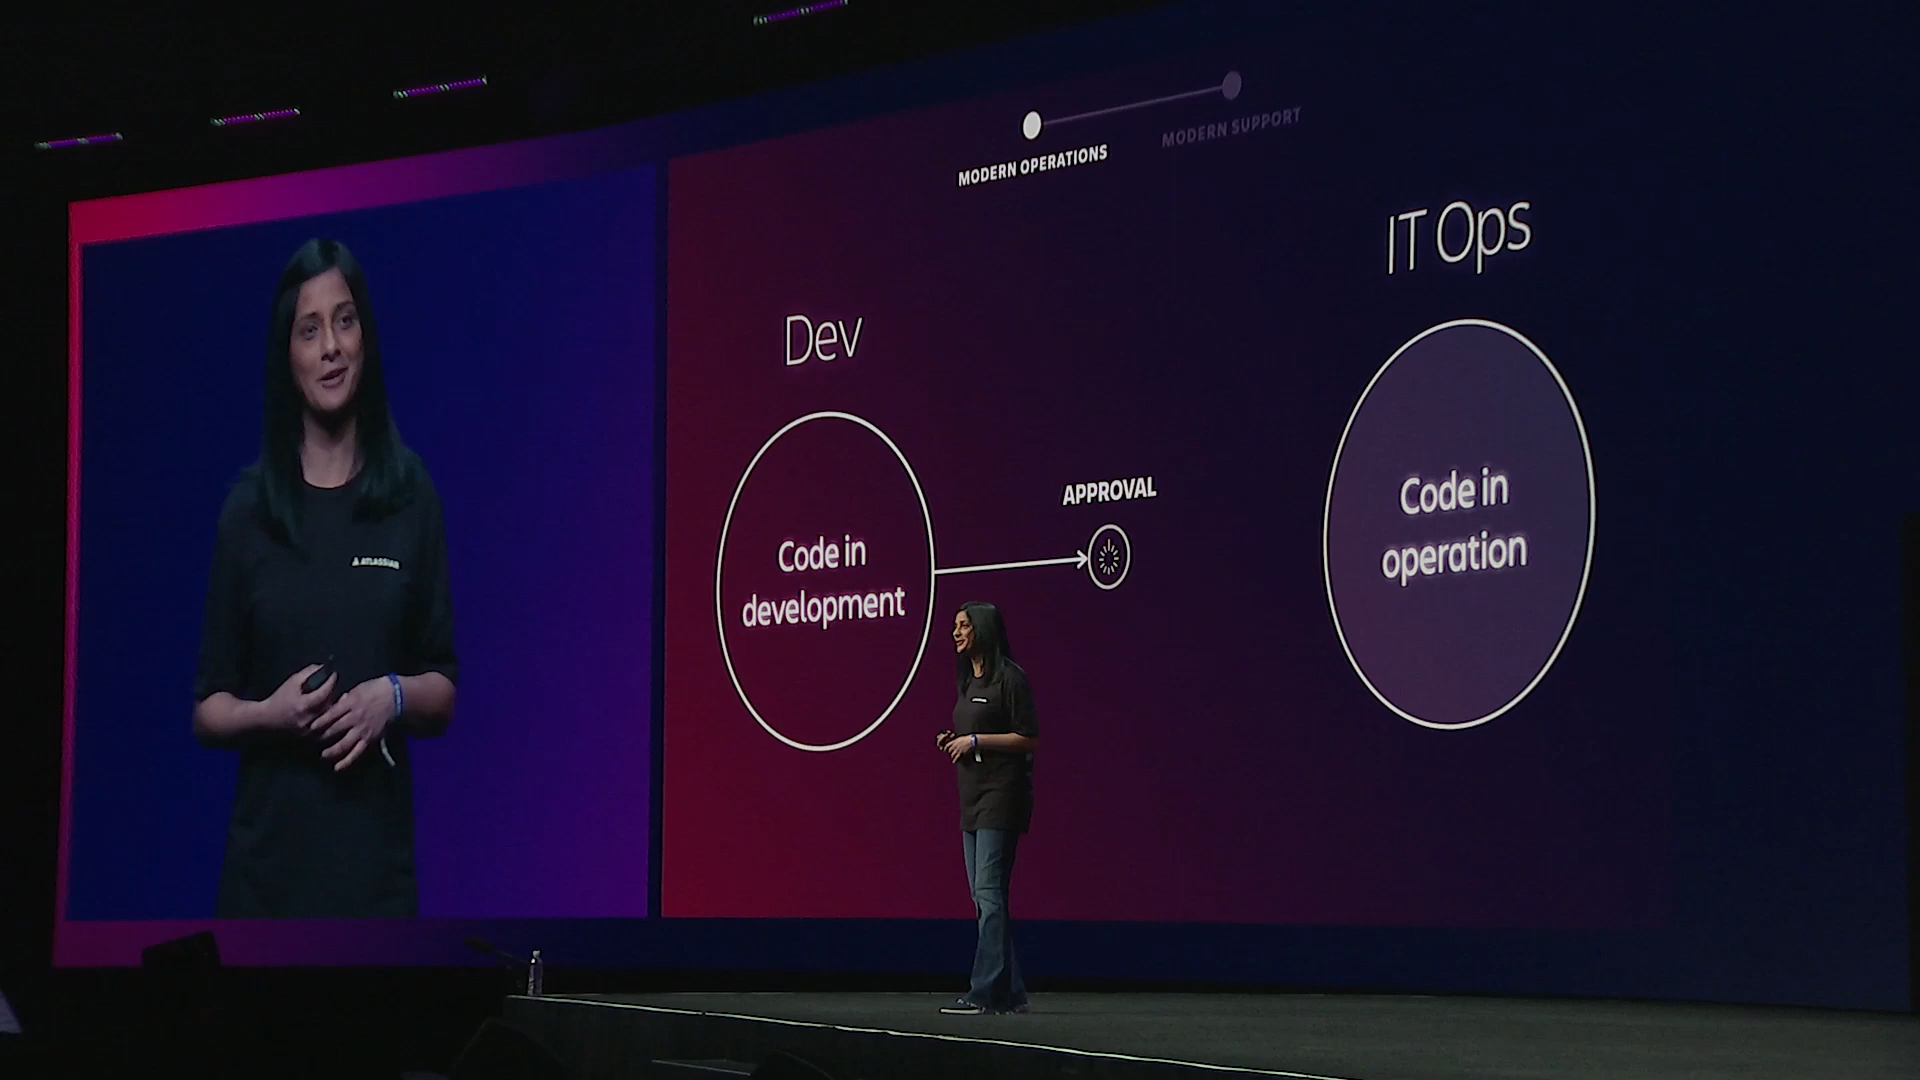 MODERN OPERATIONS
MODERN SUPPORT
IT Ops
Dev
Code in
development
APPROVAL
Code in
operation
ATLASSIAN